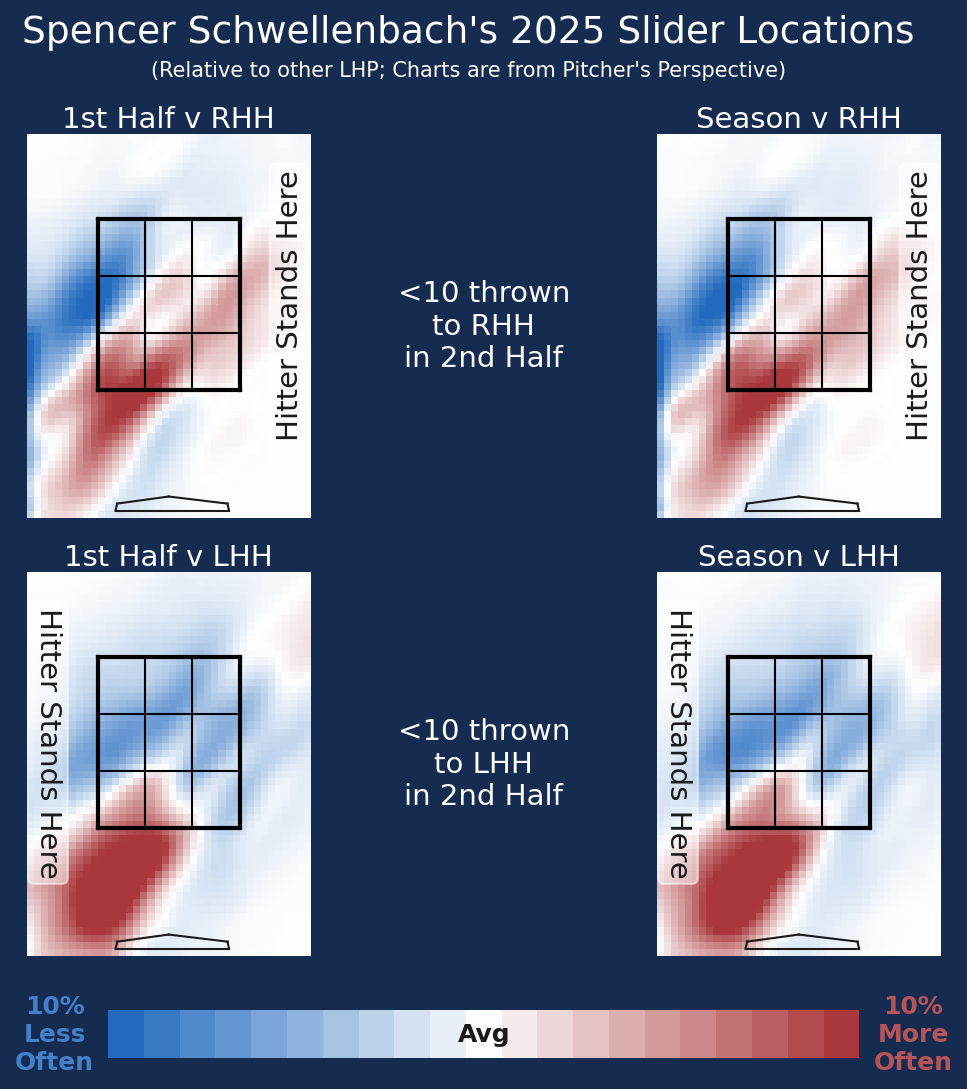 Spencer Schwellenbach's 2025 Slider Locations
(Relative to other LHP; Charts are from Pitcher's Perspective)
1st Half v RHH
Season v RHH
Hitter Stands Here
<10 thrown
to RHH
in 2nd Half
Hitter Stands Here
1st Half v LHH
Season v LHH
Hitter Stands Here
<10 thrown
to LHH
in 2nd Half
Hitter Stands Here
10%
Less
Often
Avg
10%
More
Often